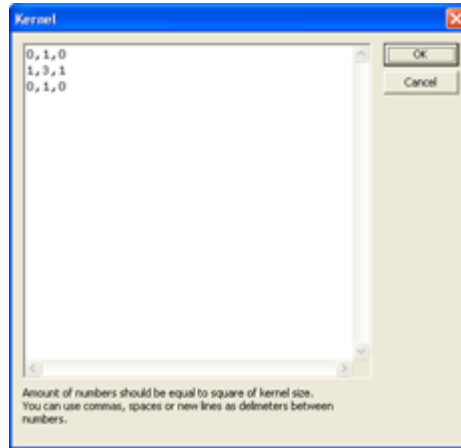 Kernel
0,1,0
1,3,1
0,1,0
OK
Cancel
Amount of numbers should be equal to square of kernel size.
You can use commas, spaces or new lines as delimeters between
numbers.